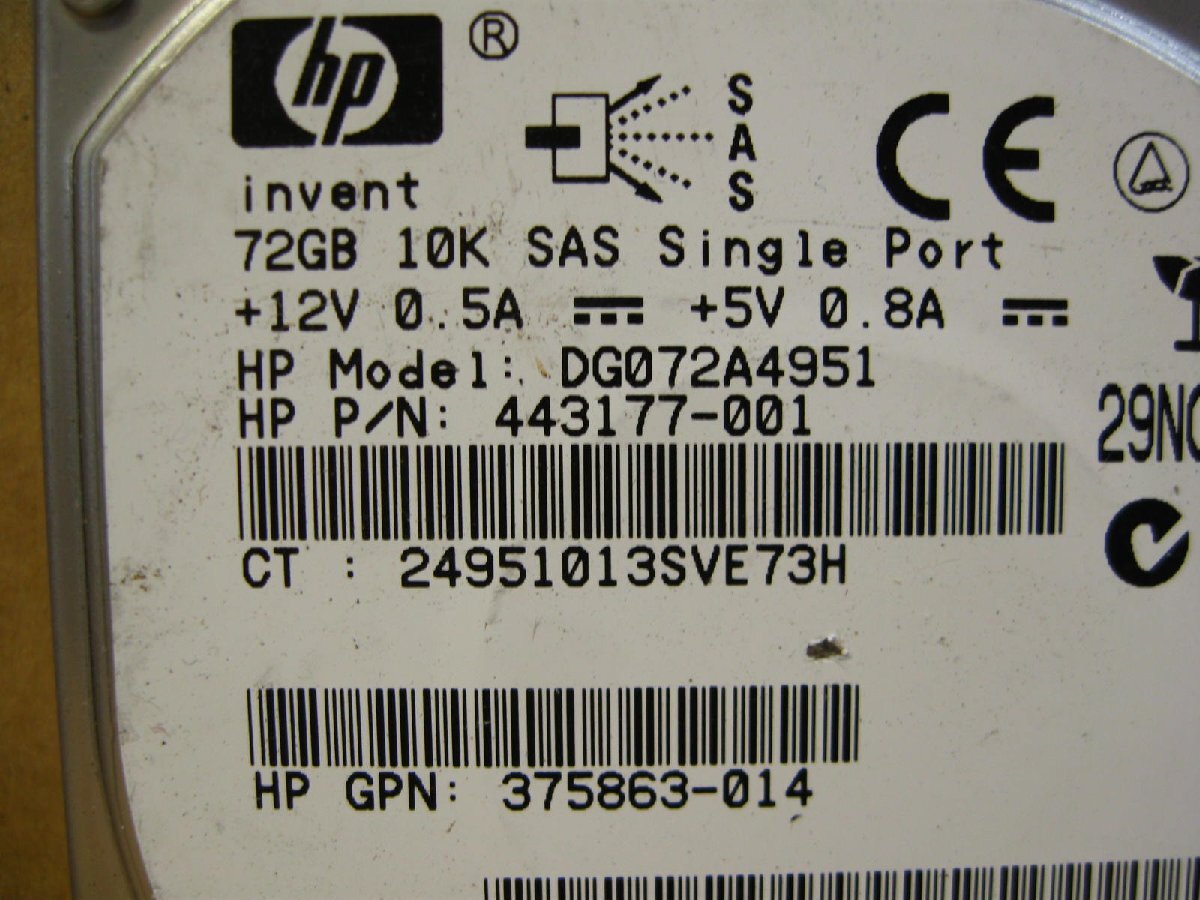 hp ®
invent
SAS
CE
72GB 10K SAS Single Port
+12V 0.5A +5V 0.8A
HP Model: DG072A4951
HP P/N: 443177-001
CT : 24951013SVE73H
HP GPN: 375863-014